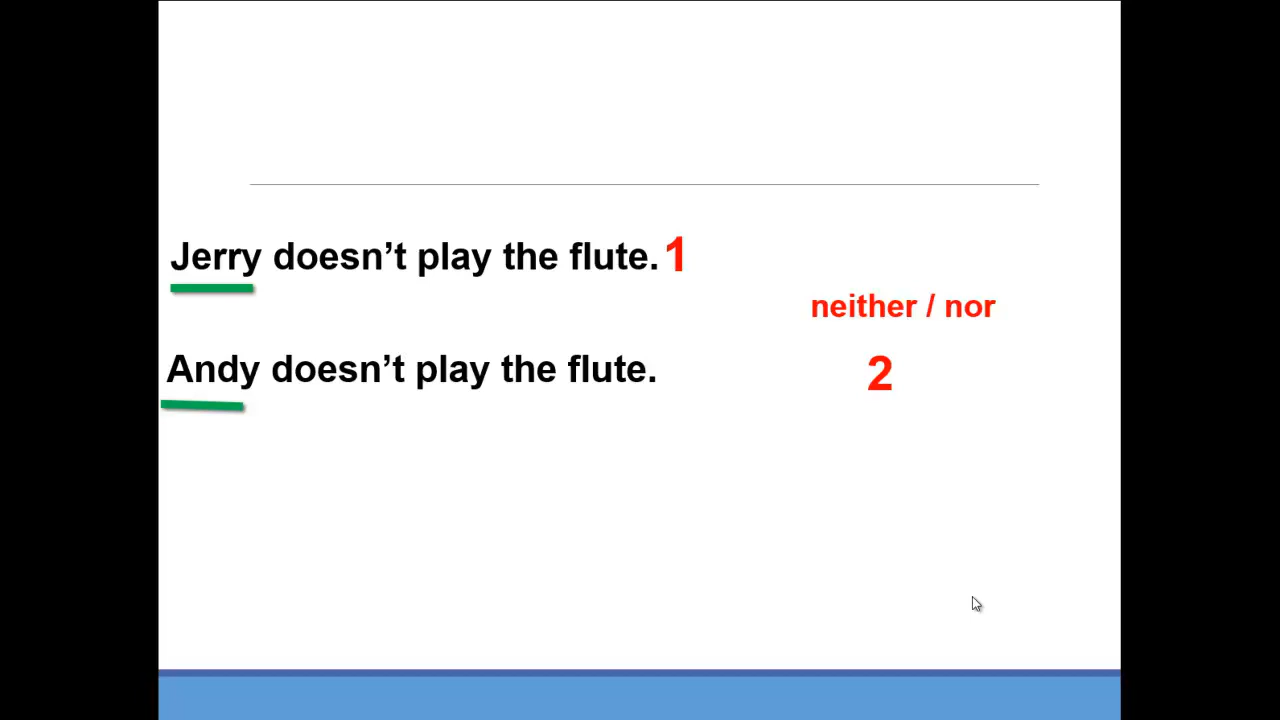 Jerry doesn’t play the flute. 1
neither / nor
Andy doesn’t play the flute. 2